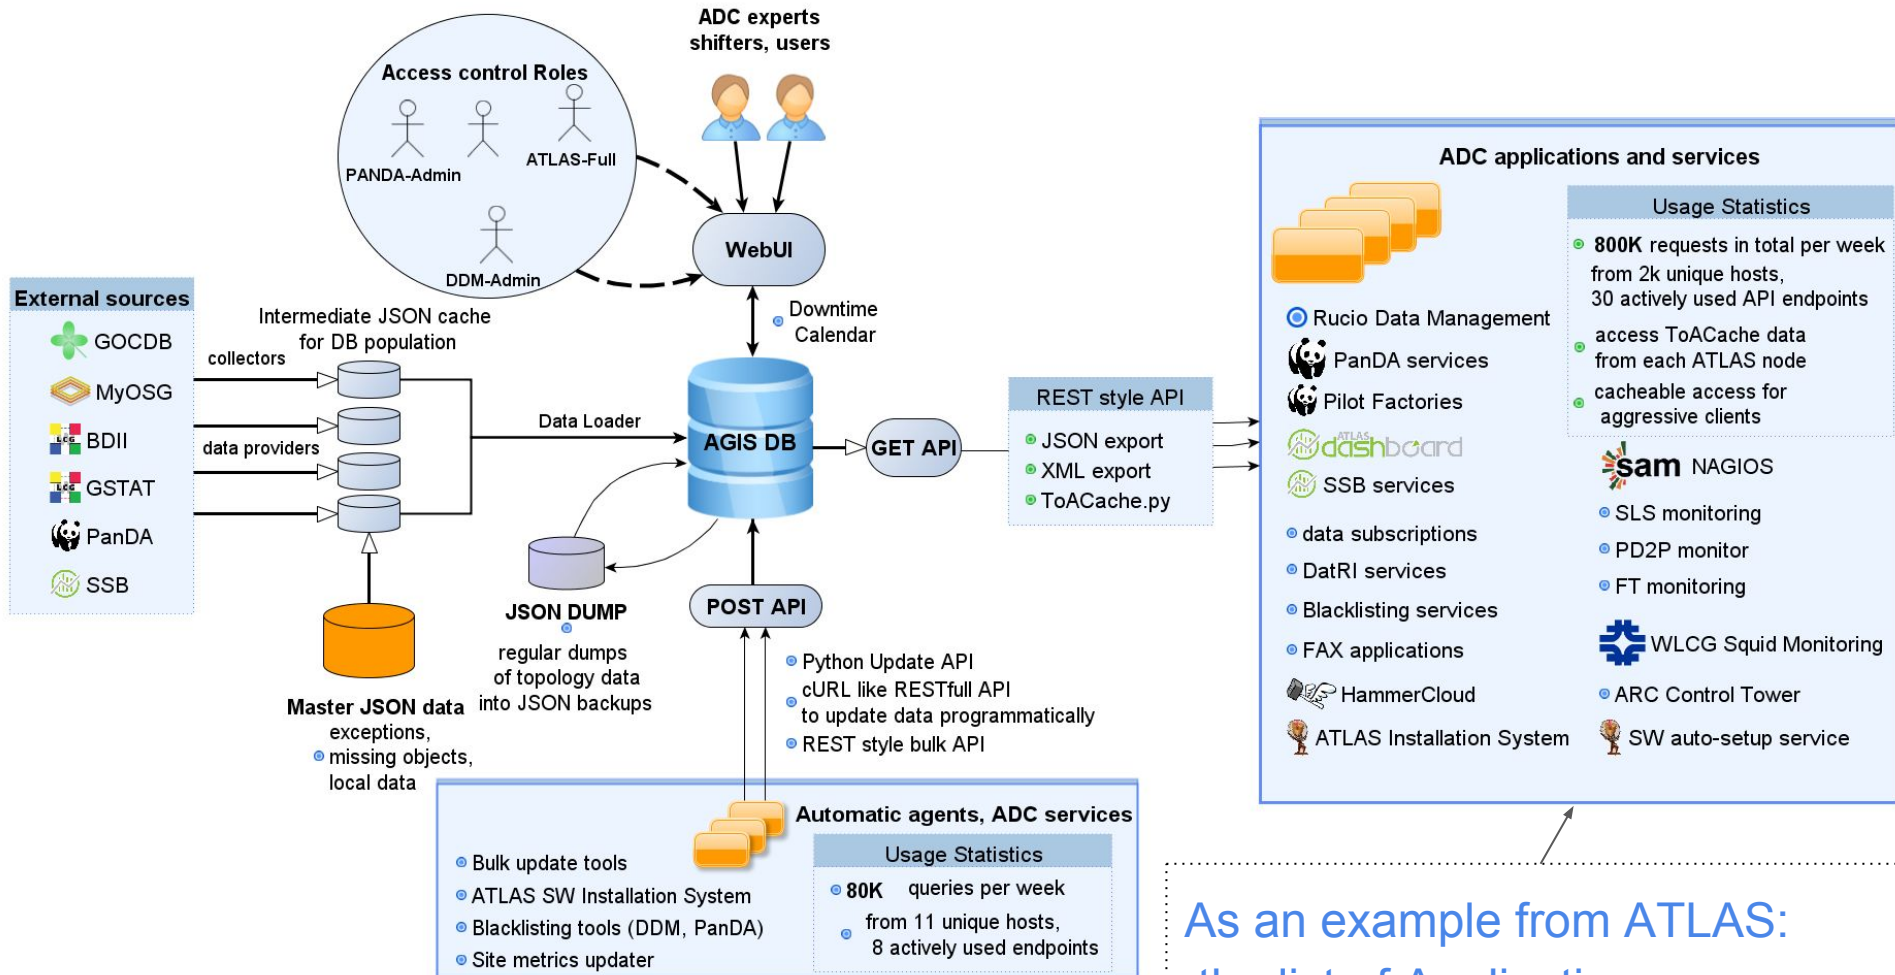 ADC experts
shifters, users
Access control Roles
PANDA-Admin
ATLAS-Full
DDM-Admin
WebUI
Downtime
Calendar
External sources
GOCDB
MyOSG
LCG
BDII
LCG
GSTAT
PanDA
SSB
collectors
data providers
Intermediate JSON cache
for DB population
Data Loader
AGIS DB
GET API
JSON DUMP
regular dumps
of topology data
into JSON backups
Master JSON data
exceptions,
missing objects,
local data
POST API
Python Update API
cURL like RESTfull API
to update data programmatically
REST style bulk API
REST style API
JSON export
XML export
ToACache.py
Automatic agents, ADC services
Bulk update tools
ATLAS SW Installation System
Blacklisting tools (DDM, PanDA)
Site metrics updater
Usage Statistics
80K queries per week
from 11 unique hosts,
8 actively used endpoints
ADC applications and services
Rucio Data Management
PanDA services
Pilot Factories
ATLAS
dashboard
SSB services
data subscriptions
DatRI services
Blacklisting services
FAX applications
HammerCloud
ATLAS Installation System
Usage Statistics
800K requests in total per week
from 2k unique hosts,
30 actively used API endpoints
access ToACache data
from each ATLAS node
cacheable access for
aggressive clients
sam NAGIOS
SLS monitoring
PD2P monitor
FT monitoring
WLCG Squid Monitoring
ARC Control Tower
SW auto-setup service
As an example from ATLAS: